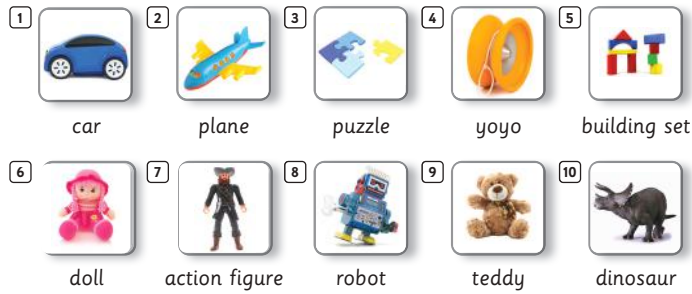 1 2 3 4 5
car plane puzzle yoyo building set
6 7 8 9 10
doll action figure robot teddy dinosaur